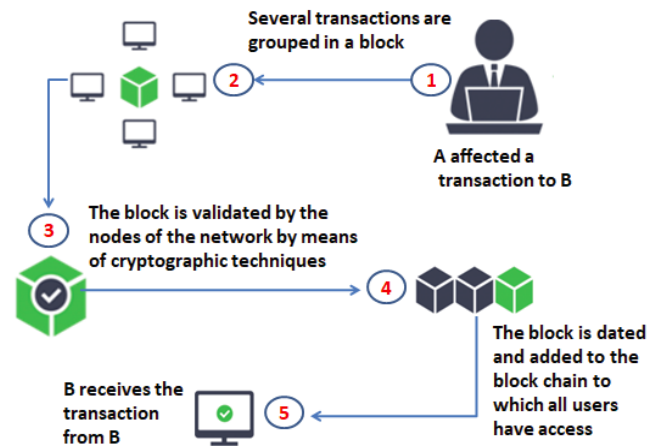 Several transactions are
grouped in a block
2
1
A affected a
transaction to B
3
The block is validated by the
nodes of the network by means
of cryptographic techniques
4
The block is dated
and added to the
block chain to
which all users
have access
B receives the
transaction
from B
5